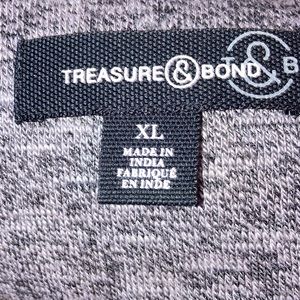 TREASURE & BOND
T & B
XL
MADE IN
INDIA
FABRIQUÉ
EN INDE